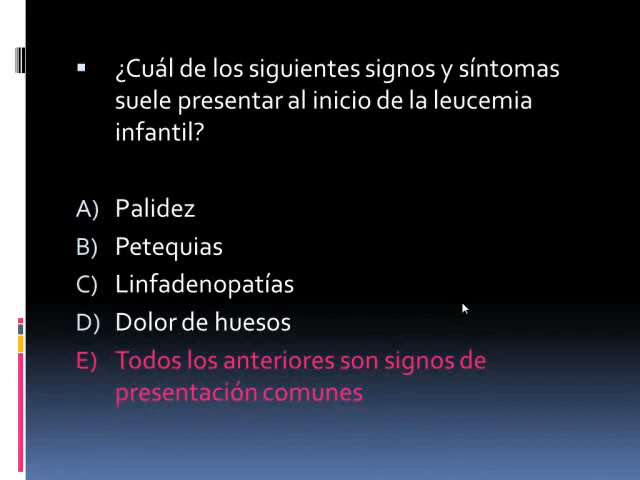 ▪ ¿Cuál de los siguientes signos y síntomas
suele presentar al inicio de la leucemia
infantil?
A) Palidez
B) Petequias
C) Linfadenopatías
D) Dolor de huesos
E) Todos los anteriores son signos de
presentación comunes